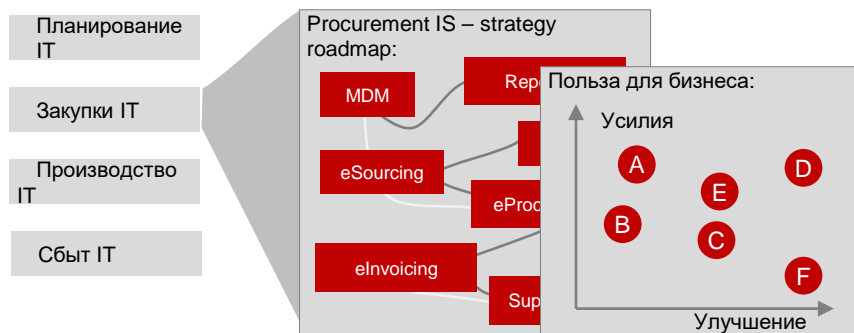 Планирование
IT
Закупки IT
Производство
IT
Сбыт IT
Procurement IS – strategy
roadmap:
MDM
eSourcing
eInvoicing
Польза для бизнеса:
Усилия
A
D
E
B
C
F
Улучшение